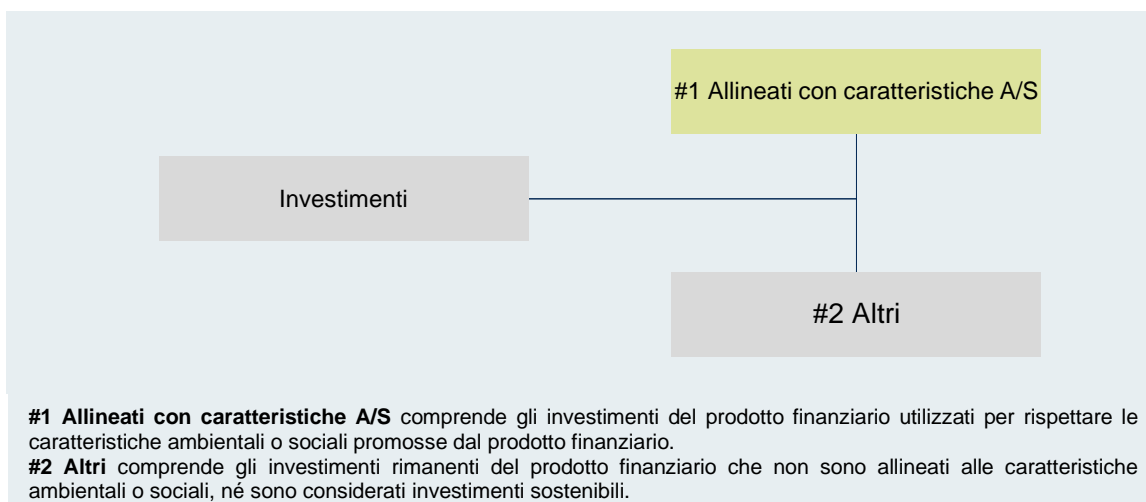 #1 Allineati con caratteristiche A/S
Investimenti
#2 Altri
#1 Allineati con caratteristiche A/S comprende gli investimenti del prodotto finanziario utilizzati per rispettare le
caratteristiche ambientali o sociali promosse dal prodotto finanziario.
#2 Altri comprende gli investimenti rimanenti del prodotto finanziario che non sono allineati alle caratteristiche
ambientali o sociali, né sono considerati investimenti sostenibili.